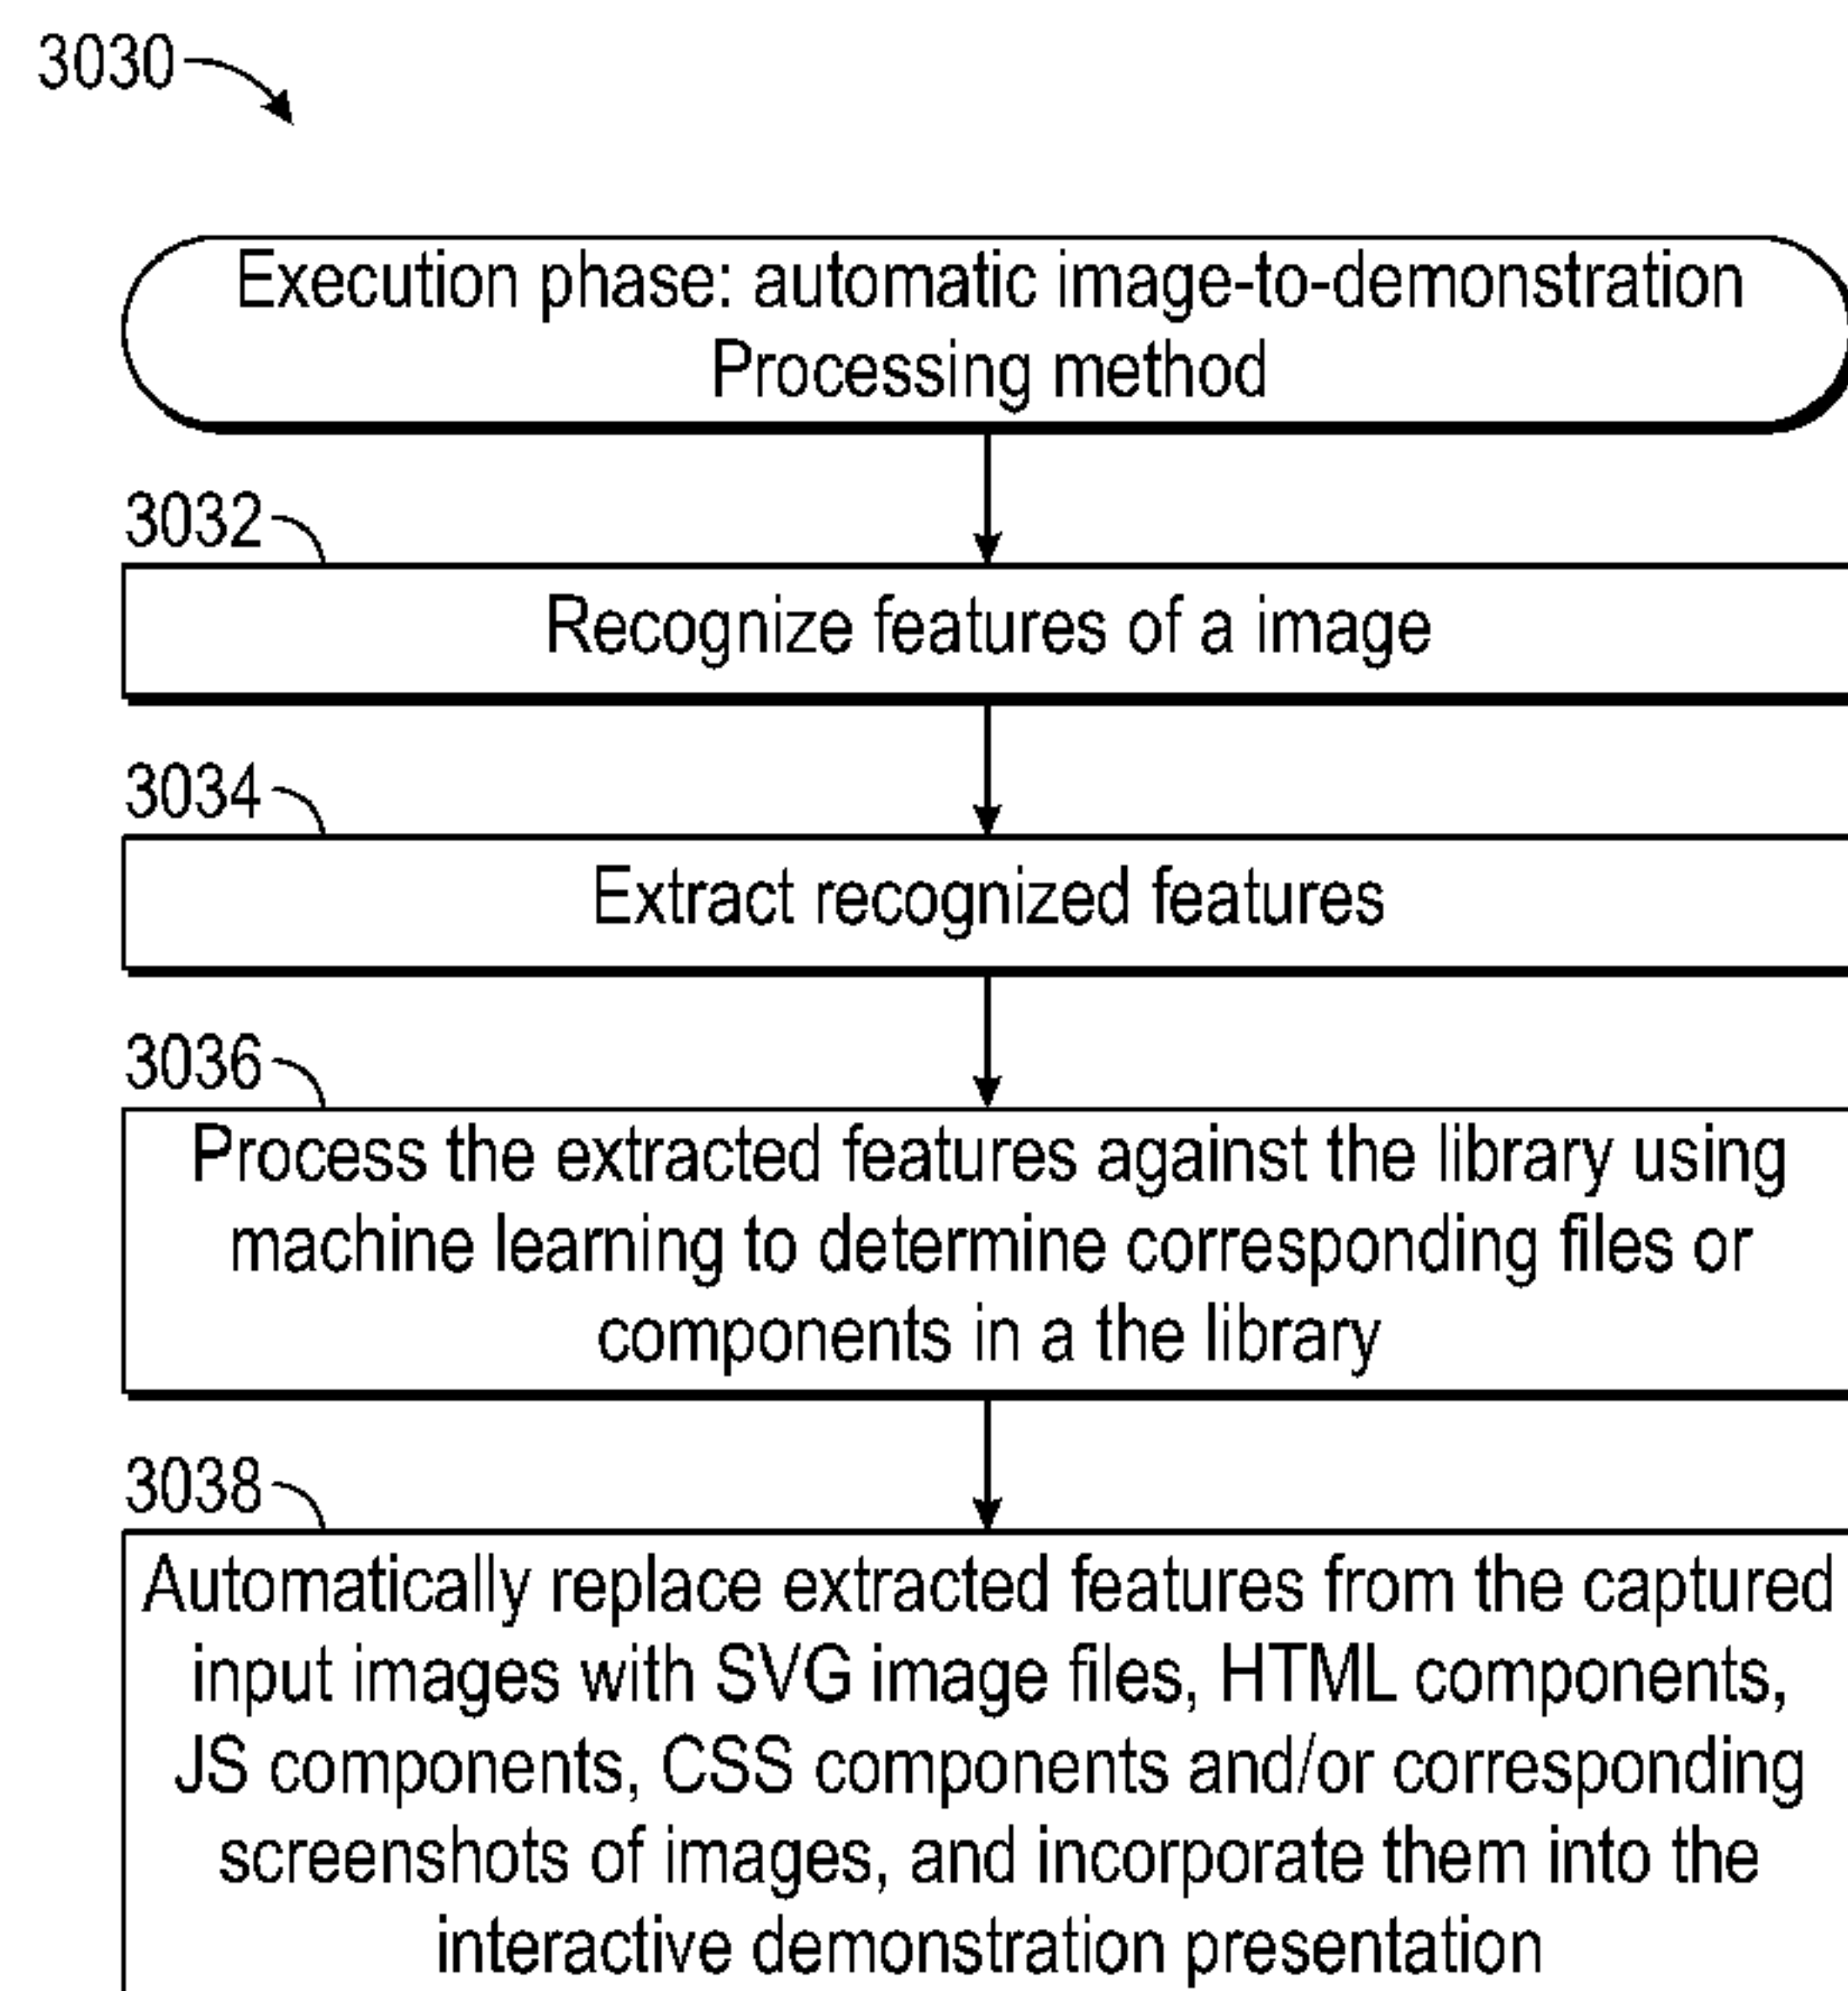 3030
Execution phase: automatic image-to-demonstration
Processing method
3032
Recognize features of a image
3034
Extract recognized features
3036
Process the extracted features against the library using
machine learning to determine corresponding files or
components in a the library
3038
Automatically replace extracted features from the captured
input images with SVG image files, HTML components,
JS components, CSS components and/or corresponding
screenshots of images, and incorporate them into the
interactive demonstration presentation